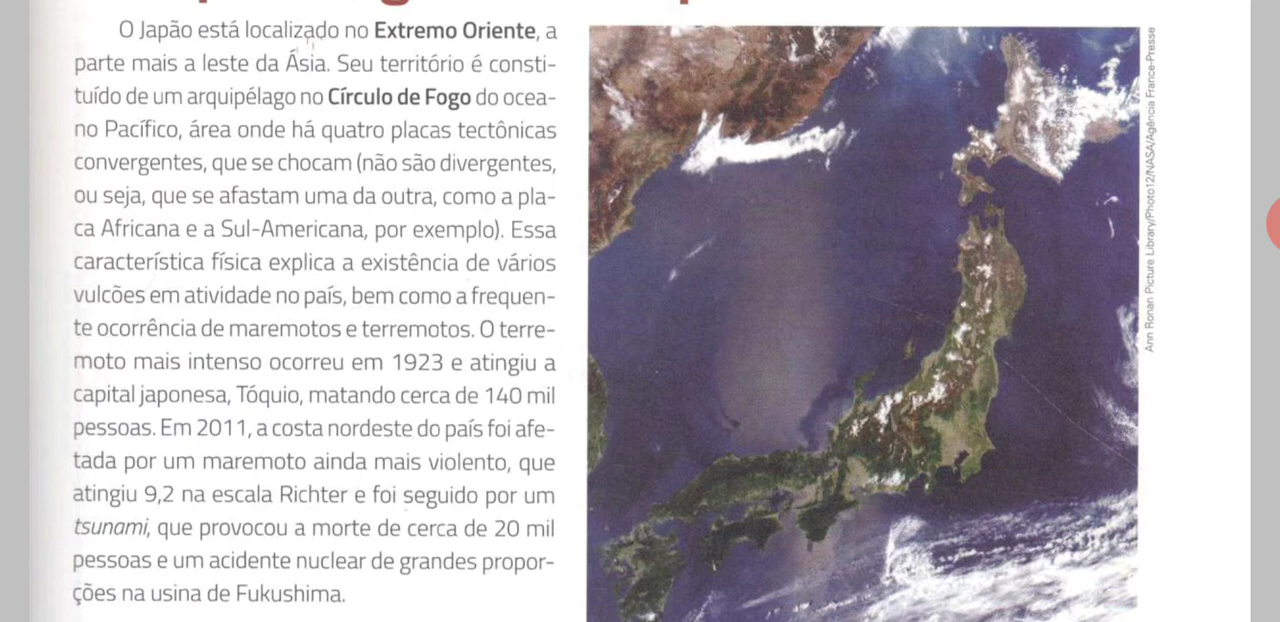 O Japão está localizado no Extremo Oriente, a
parte mais a leste da Ásia. Seu território é consti-
tuído de um arquipélago no Círculo de Fogo do ocea-
no Pacífico, área onde há quatro placas tectônicas
convergentes, que se chocam (não são divergentes,
ou seja, que se afastam uma da outra, como a pla-
ca Africana e a Sul-Americana, por exemplo). Essa
característica física explica a existência de vários
vulcões em atividade no país, bem como a frequen-
te ocorrência de maremotos e terremotos. O terre-
moto mais intenso ocorreu em 1923 e atingiu a
capital japonesa, Tóquio, matando cerca de 140 mil
pessoas. Em 2011, a costa nordeste do país foi afe-
tada por um maremoto ainda mais violento, que
atingiu 9,2 na escala Richter e foi seguido por um
tsunami, que provocou a morte de cerca de 20 mil
pessoas e um acidente nuclear de grandes propor-
ções na usina de Fukushima.
Ann Ronan Picture Library/Photo12/NASA/Agência France-Presse